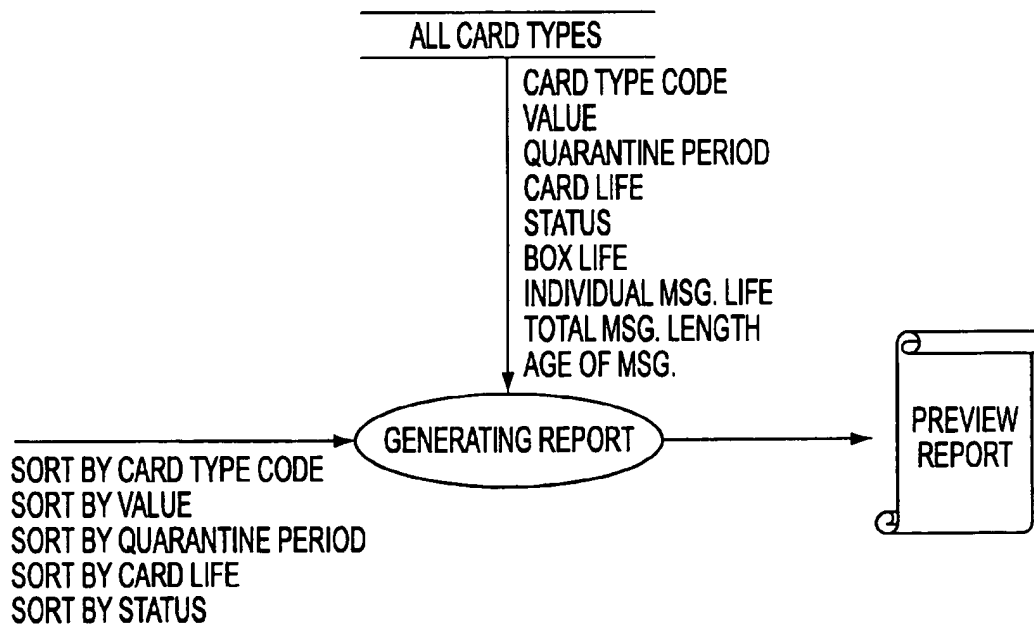 ALL CARD TYPES
CARD TYPE CODE
VALUE
QUARANTINE PERIOD
CARD LIFE
STATUS
BOX LIFE
INDIVIDUAL MSG. LIFE
TOTAL MSG. LENGTH
AGE OF MSG.
GENERATING REPORT
PREVIEW
REPORT
SORT BY CARD TYPE CODE
SORT BY VALUE
SORT BY QUARANTINE PERIOD
SORT BY CARD LIFE
SORT BY STATUS